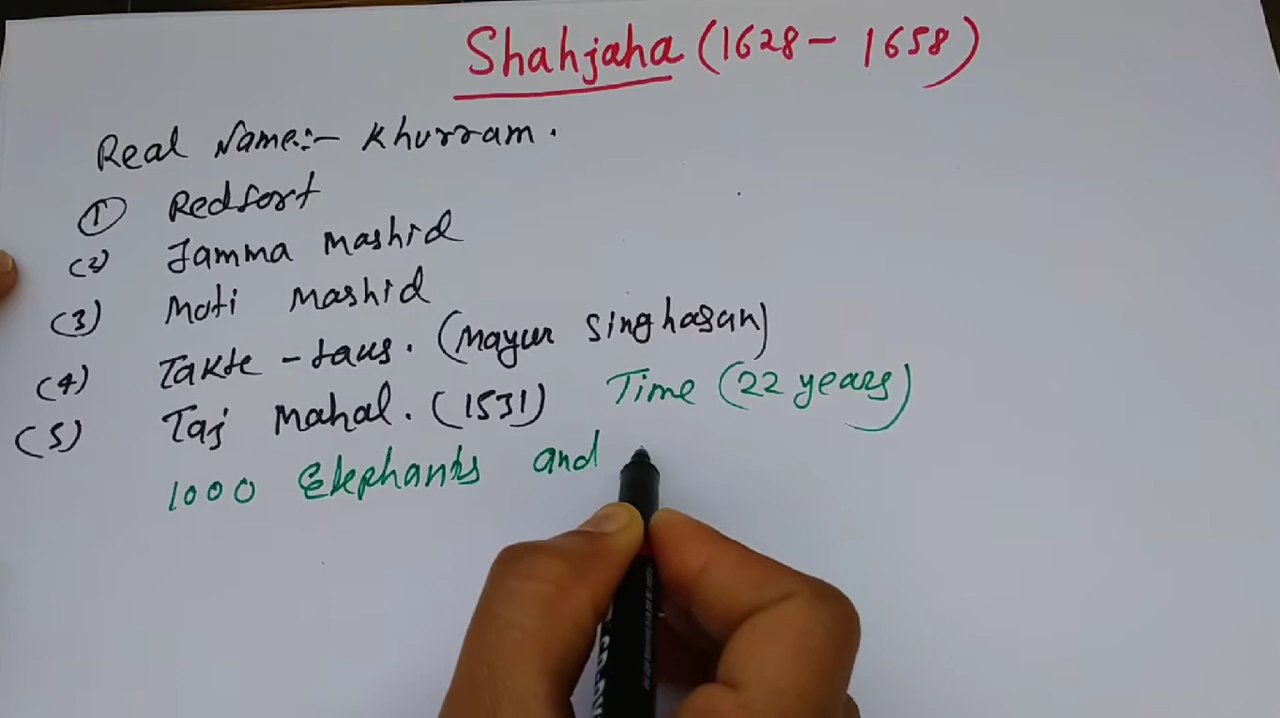 Shahjaha (1628 - 1658)
Real Name:- Khurram.
(1) Redfort
(2) Jamma Mashid
(3) Moti Mashid
(4) Takte - taus. (Mayur Singhasan)
(5) Taj Mahal. (1531) Time (22 years)
1000 Elephants and